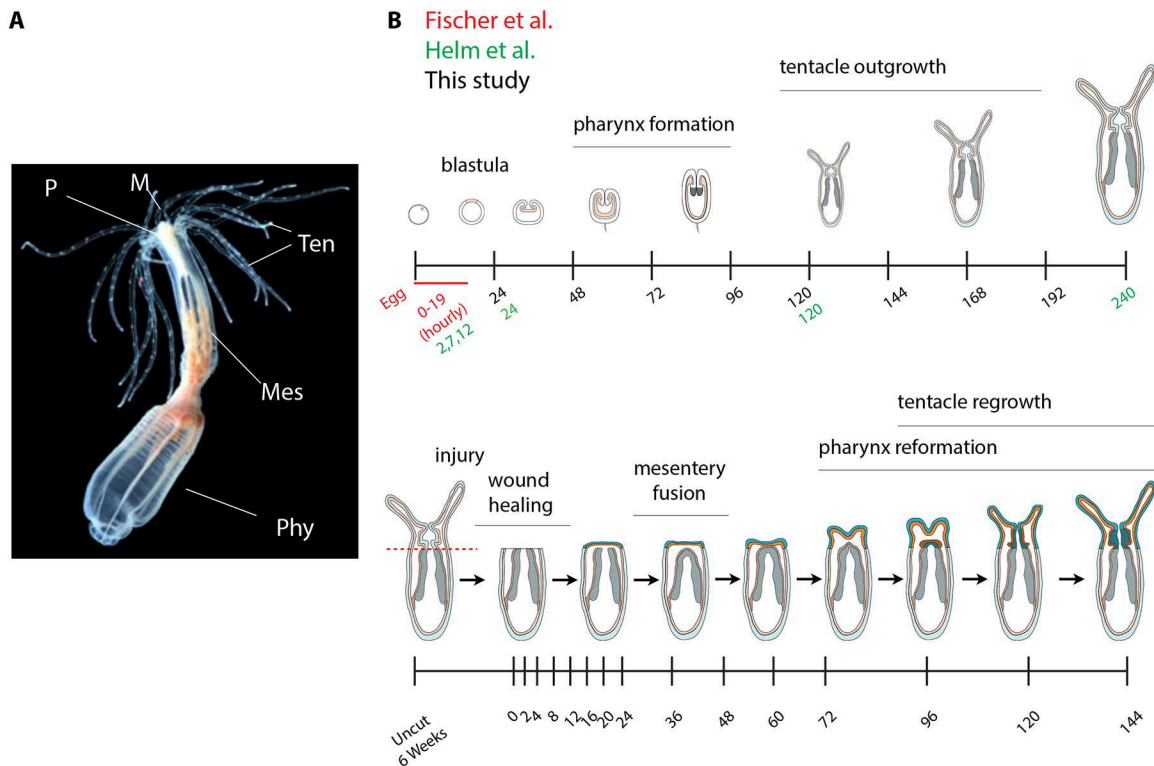 A
P
M
Ten
Mes
Phy
B
Fischer et al.
Helm et al.
This study
tentacle outgrowth
pharynx formation
blastula
Egg
0-19
(hourly)
2,7,12
24
24
48
72
96
120
120
144
168
192
240
tentacle regrowth
pharynx reformation
injury
wound
healing
mesentery
fusion
Uncut
6 Weeks
0
2
4
8
12
16
20
24
36
48
60
72
96
120
144